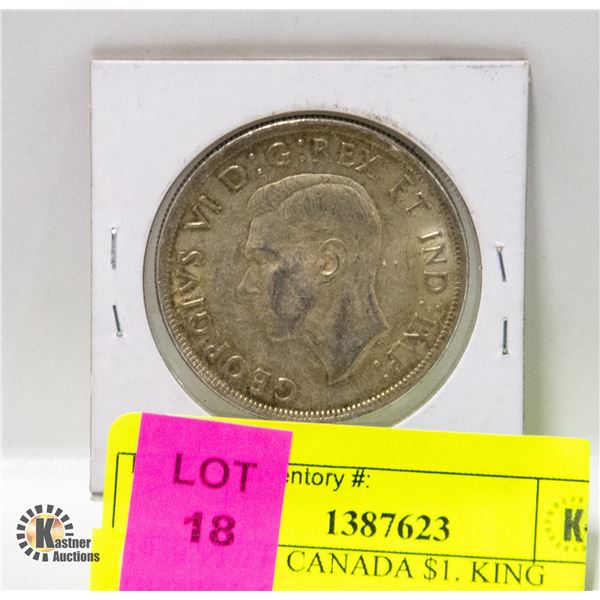 GEORGIVS VI D:G:REX ET IND:IMP:
LOT
18
entory #:
1387623
CANADA $1. KING
K
Kastner
Auctions